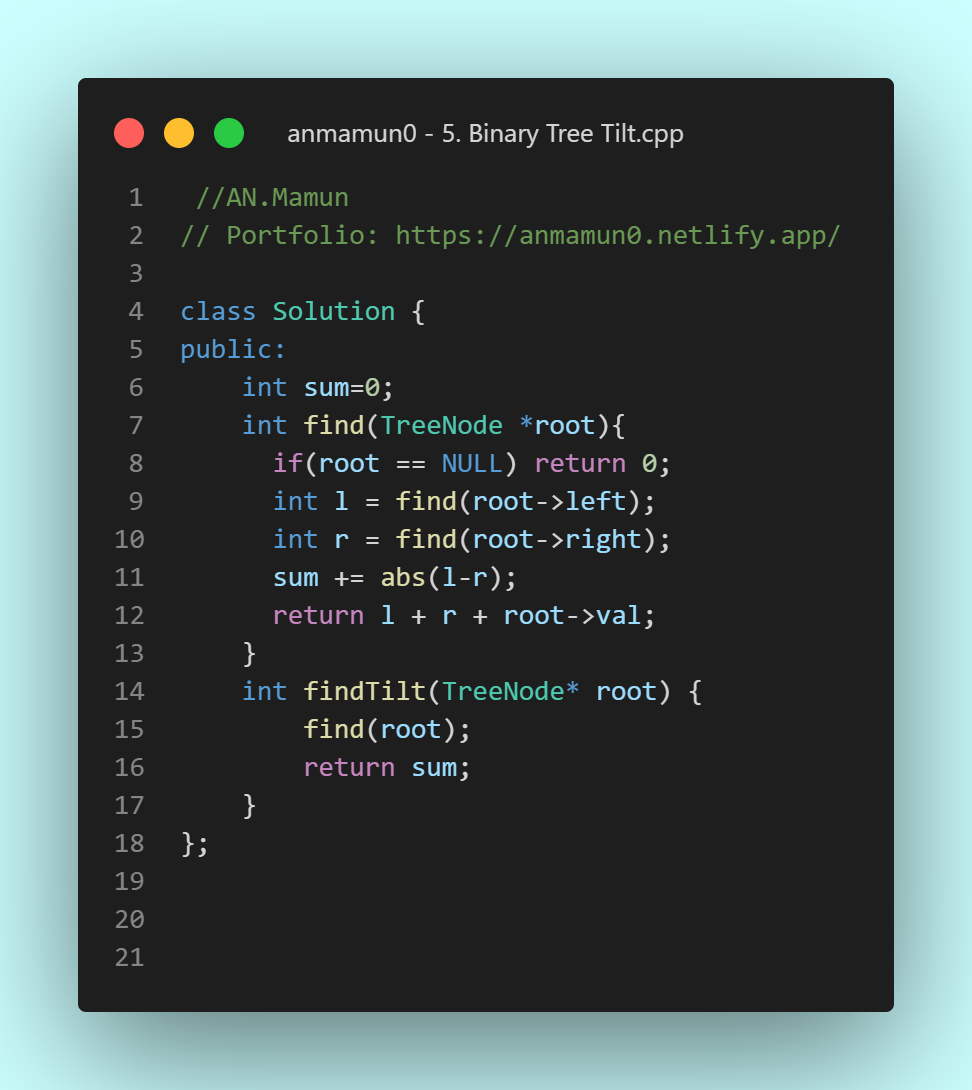 anmamun0 - 5. Binary Tree Tilt.cpp
1 //AN.Mamun
2 // Portfolio: https://anmamun0.netlify.app/
3
4 class Solution {
5 public:
6     int sum=0;
7     int find(TreeNode *root){
8       if(root == NULL) return 0;
9       int l = find(root->left);
10       int r = find(root->right);
11       sum += abs(l-r);
12       return l + r + root->val;
13     }
14     int findTilt(TreeNode* root) {
15         find(root);
16         return sum;
17     }
18 };
19
20
21